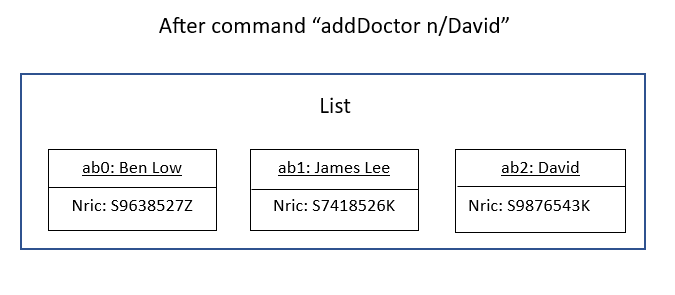 After command “addDoctor n/David”
List
ab0: Ben Low
Nric: S9638527Z
ab1: James Lee
Nric: S7418526K
ab2: David
Nric: S9876543K